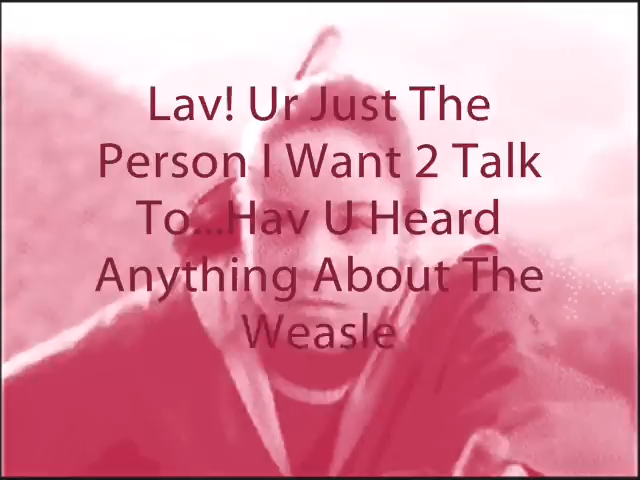 Lav! Ur Just The
Person I Want 2 Talk
To...Hav U Heard
Anything About The
Weasle